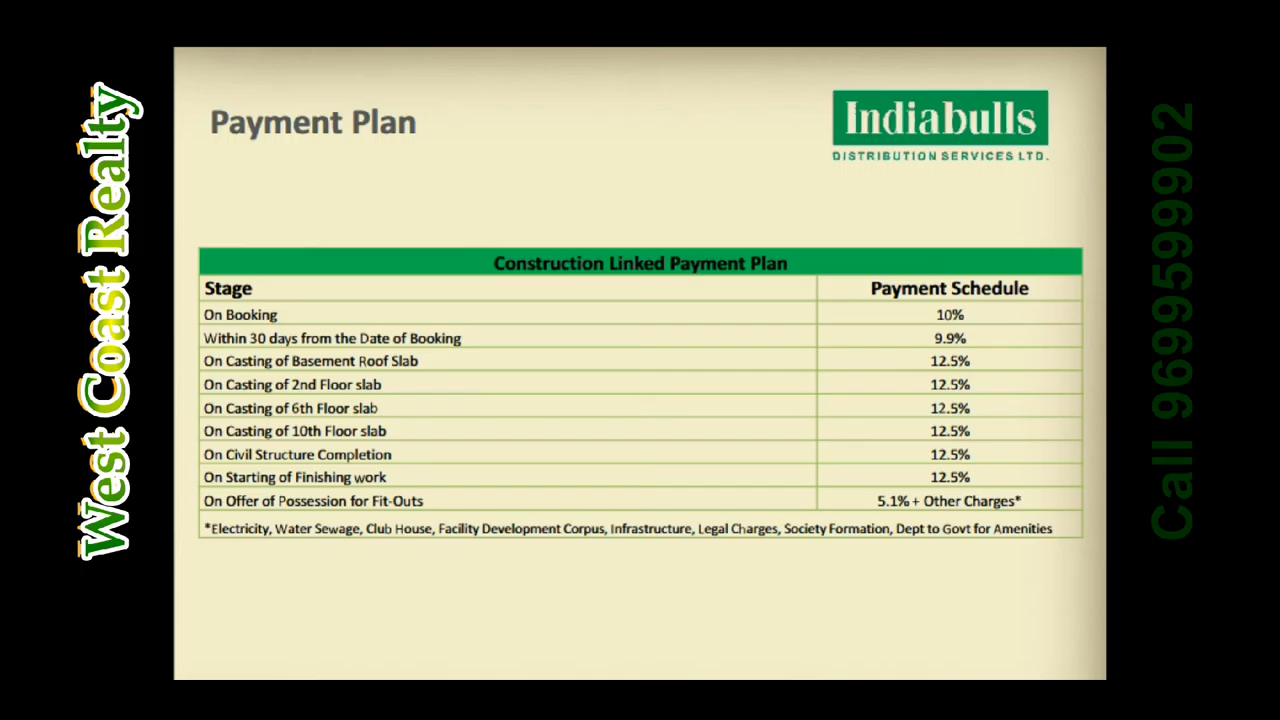 West Coast Realty
Payment Plan
Indiabulls
DISTRIBUTION SERVICES LTD.
Construction Linked Payment Plan
Stage Payment Schedule
On Booking 10%
Within 30 days from the Date of Booking 9.9%
On Casting of Basement Roof Slab 12.5%
On Casting of 2nd Floor slab 12.5%
On Casting of 6th Floor slab 12.5%
On Casting of 10th Floor slab 12.5%
On Civil Structure Completion 12.5%
On Starting of Finishing work 12.5%
On Offer of Possession for Fit-Outs 5.1% + Other Charges*
*Electricity, Water Sewage, Club House, Facility Development Corpus, Infrastructure, Legal Charges, Society Formation, Dept to Govt for Amenities
Call 9699599902